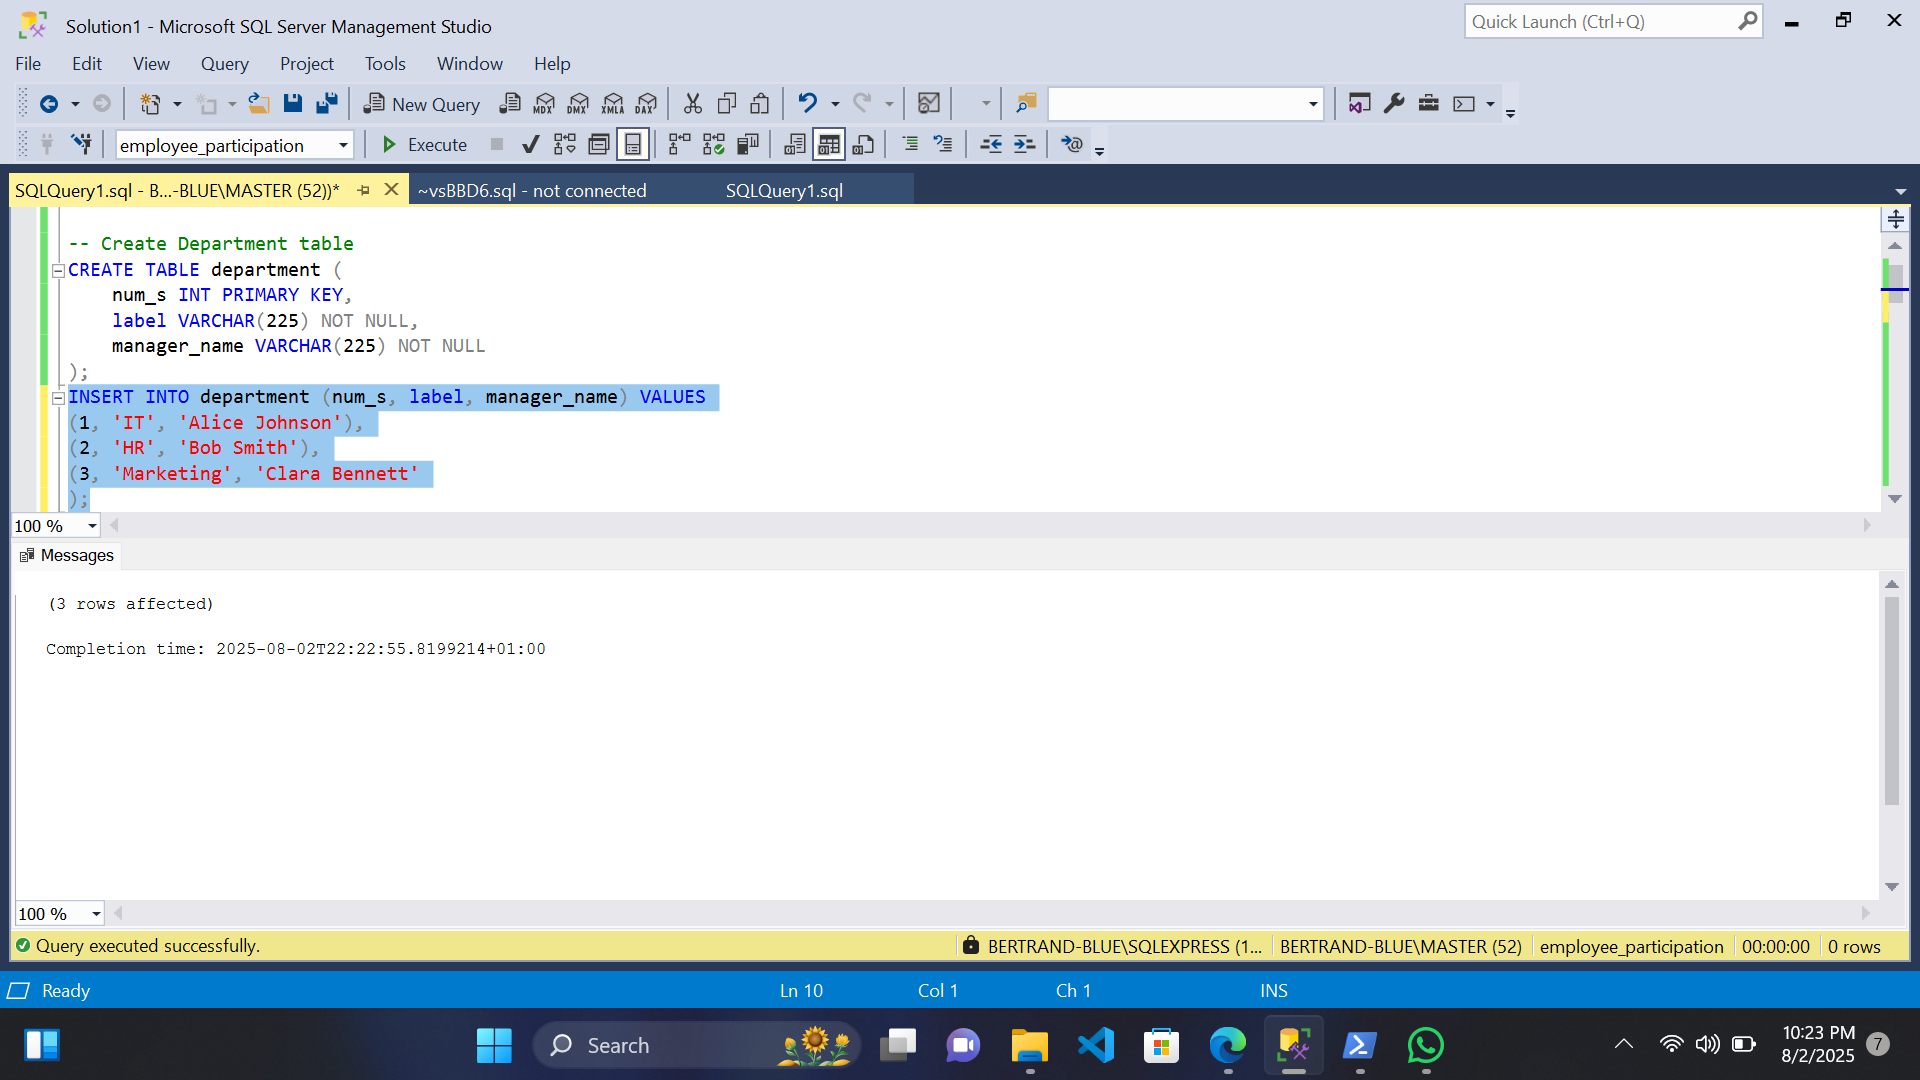 Solution1 - Microsoft SQL Server Management Studio
Quick Launch (Ctrl+Q)
File Edit View Query Project Tools Window Help
New Query MDX DMX XMLA DAX
employee_participation Execute
SQLQuery1.sql - B...-BLUE\MASTER (52))* ~vsBBD6.sql - not connected SQLQuery1.sql
-- Create Department table
CREATE TABLE department (
num_s INT PRIMARY KEY,
label VARCHAR(225) NOT NULL,
manager_name VARCHAR(225) NOT NULL
);
INSERT INTO department (num_s, label, manager_name) VALUES
(1, 'IT', 'Alice Johnson'),
(2, 'HR', 'Bob Smith'),
(3, 'Marketing', 'Clara Bennett'
);
100 %
Messages
(3 rows affected)
Completion time: 2025-08-02T22:22:55.8199214+01:00
100 %
Query executed successfully. BERTRAND-BLUE\SQLEXPRESS (1... BERTRAND-BLUE\MASTER (52) employee_participation 00:00:00 0 rows
Ready Ln 10 Col 1 Ch 1 INS
Search
10:23 PM
8/2/2025
7